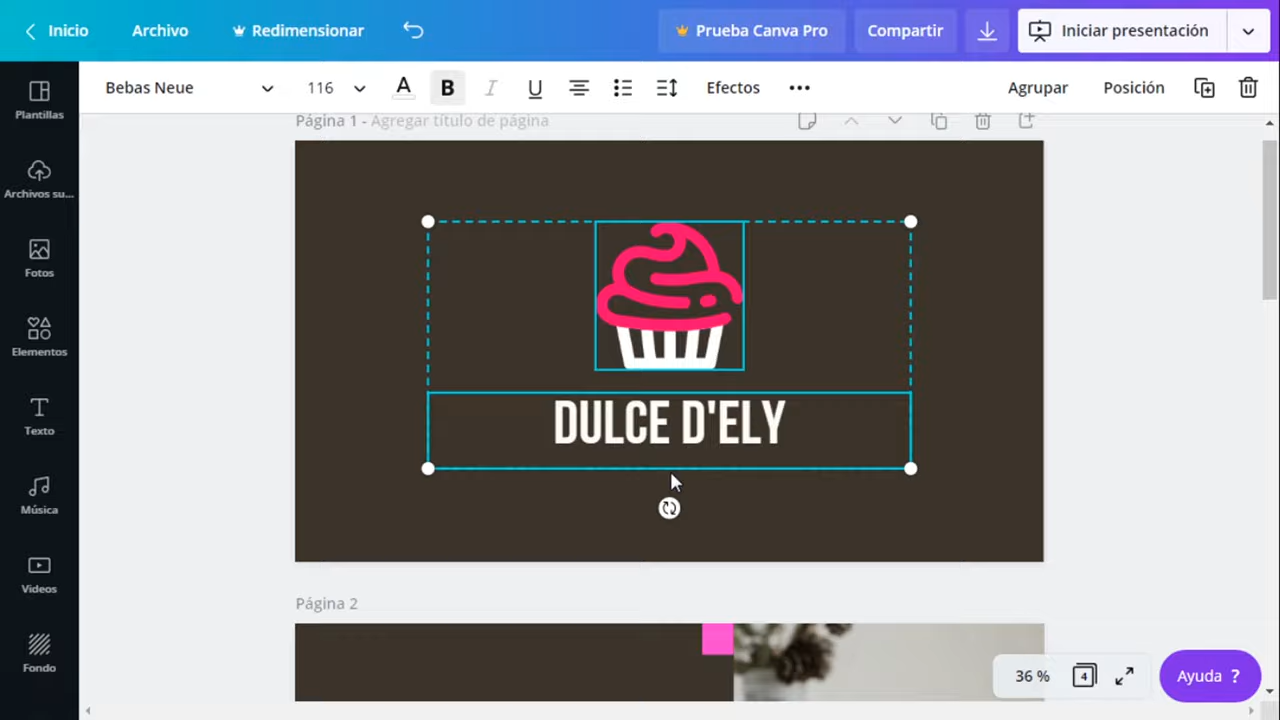 Inicio
Archivo
Redimensionar
Prueba Canva Pro
Compartir
Iniciar presentación
Bebas Neue
116
A
B
I
U
Efectos
Agrupar
Posición
Plantillas
Archivos su...
Fotos
Elementos
Texto
Música
Videos
Fondo
Página 1 - Agregar título de página
DULCE D'ELY
Página 2
36 %
4
Ayuda ?